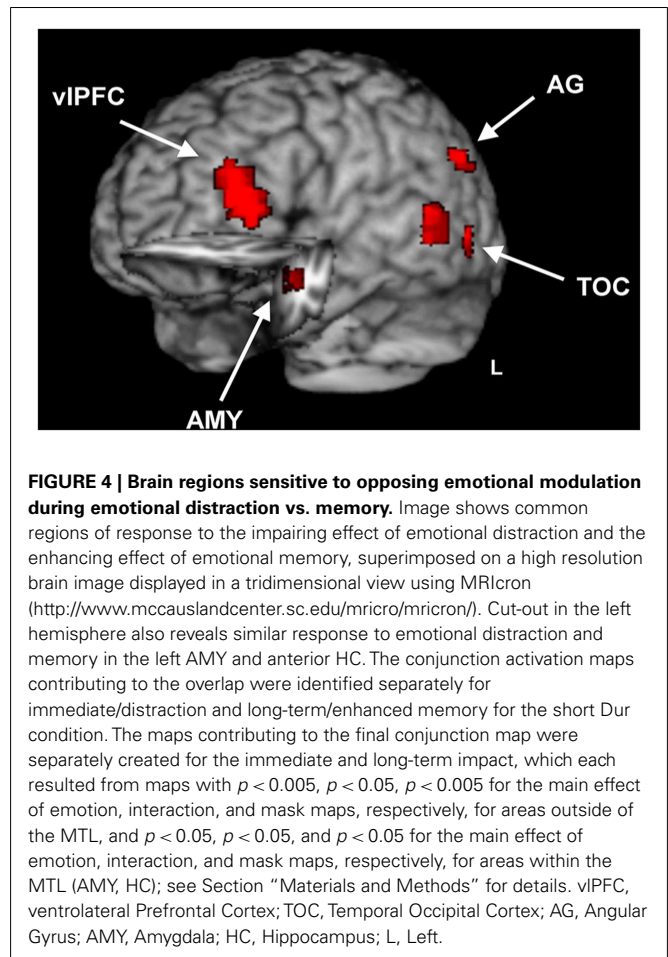 vlPFC
AG
TOC
L
AMY
FIGURE 4 | Brain regions sensitive to opposing emotional modulation
during emotional distraction vs. memory. Image shows common
regions of response to the impairing effect of emotional distraction and the
enhancing effect of emotional memory, superimposed on a high resolution
brain image displayed in a tridimensional view using MRIcron
(http://www.mccauslandcenter.sc.edu/mricro/mricron/). Cut-out in the left
hemisphere also reveals similar response to emotional distraction and
memory in the left AMY and anterior HC. The conjunction activation maps
contributing to the overlap were identified separately for
immediate/distraction and long-term/enhanced memory for the short Dur
condition. The maps contributing to the final conjunction map were
separately created for the immediate and long-term impact, which each
resulted from maps with p < 0.005, p < 0.05, p < 0.005 for the main effect
of emotion, interaction, and mask maps, respectively, for areas outside of
the MTL, and p < 0.05, p < 0.05, and p < 0.05 for the main effect of
emotion, interaction, and mask maps, respectively, for areas within the
MTL (AMY, HC); see Section “Materials and Methods” for details. vlPFC,
ventrolateral Prefrontal Cortex; TOC, Temporal Occipital Cortex; AG, Angular
Gyrus; AMY, Amygdala; HC, Hippocampus; L, Left.